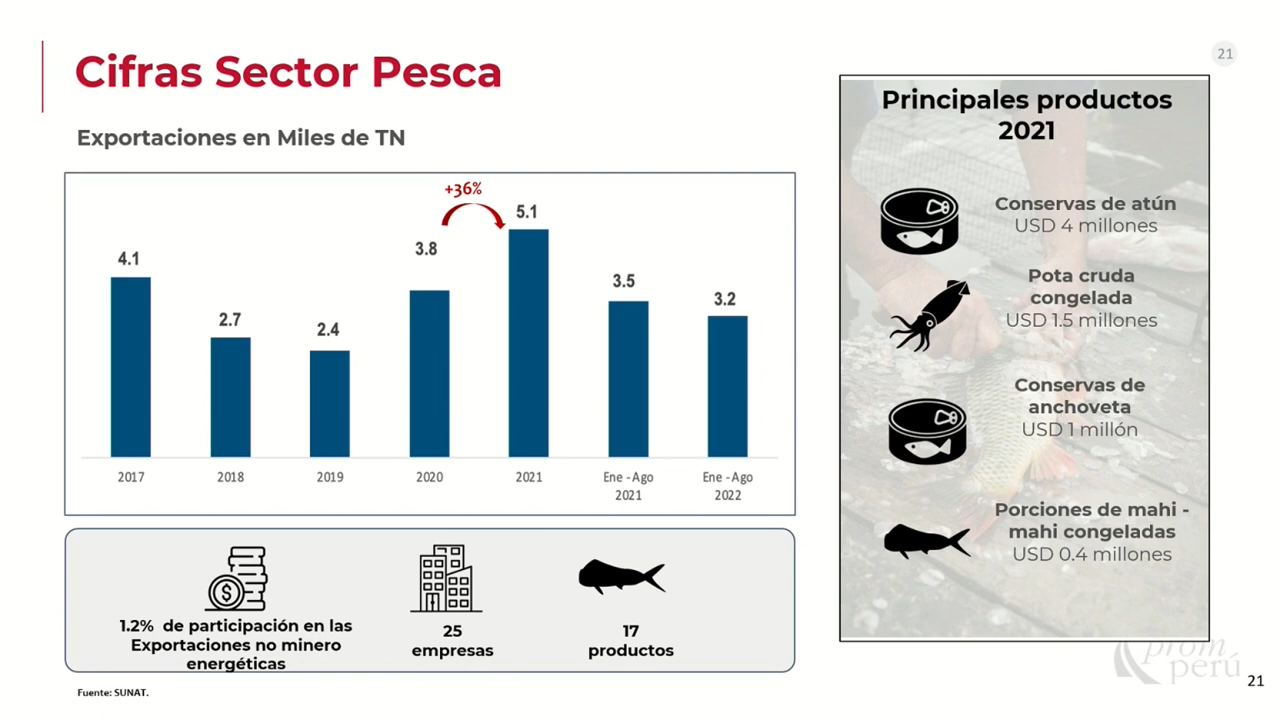 21
Cifras Sector Pesca
Exportaciones en Miles de TN
+36%
4.1
2.7
2.4
3.8
5.1
3.5
3.2
2017
2018
2019
2020
2021
Ene - Ago
2021
Ene - Ago
2022
$
1.2% de participación en las
Exportaciones no minero
energéticas
25
empresas
17
productos
Fuente: SUNAT.
Principales productos
2021
Conservas de atún
USD 4 millones
Pota cruda
congelada
USD 1.5 millones
Conservas de
anchoveta
USD 1 millón
Porciones de mahi -
mahi congeladas
USD 0.4 millones
prom
perú
21